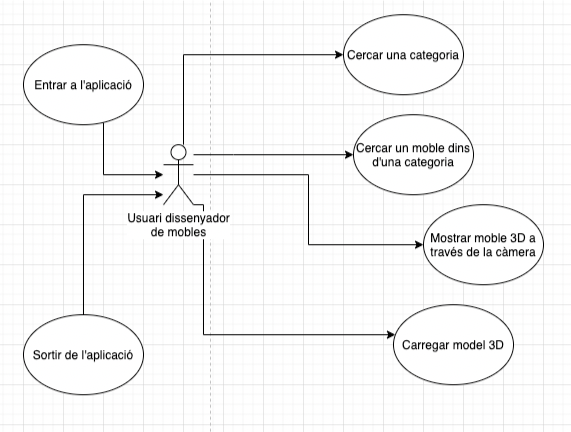 Cercar una categoria
Entrar a l'aplicació
Cercar un moble dins
d'una categoria
Usuari dissenyador
de mobles
Mostrar moble 3D a
través de la càmera
Sortir de l'aplicació
Carregar model 3D